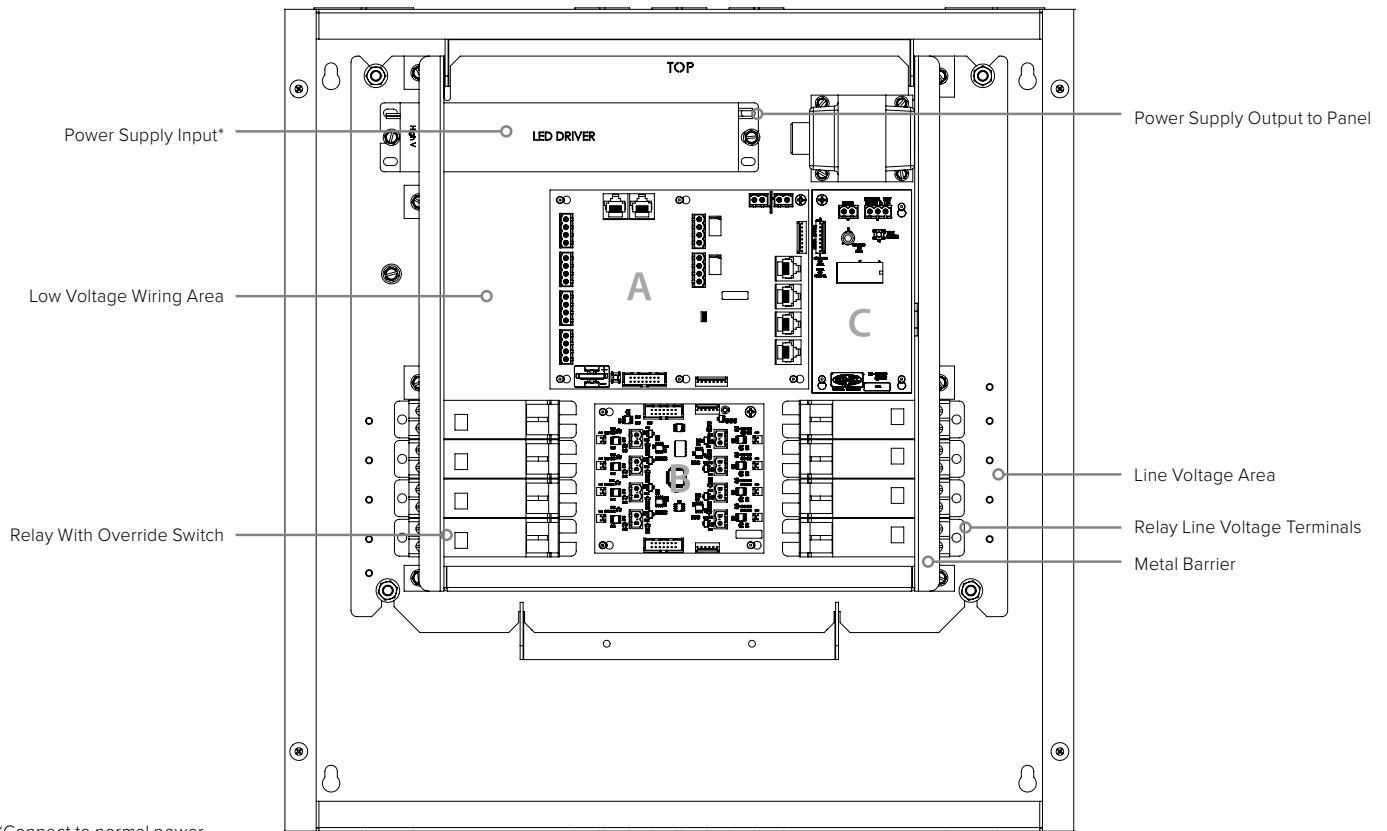 TOP
Power Supply Input*
High V
LED DRIVER
Power Supply Output to Panel
Low Voltage Wiring Area
A
C
B
Line Voltage Area
Relay With Override Switch
Relay Line Voltage Terminals
Metal Barrier
*Connect to normal power